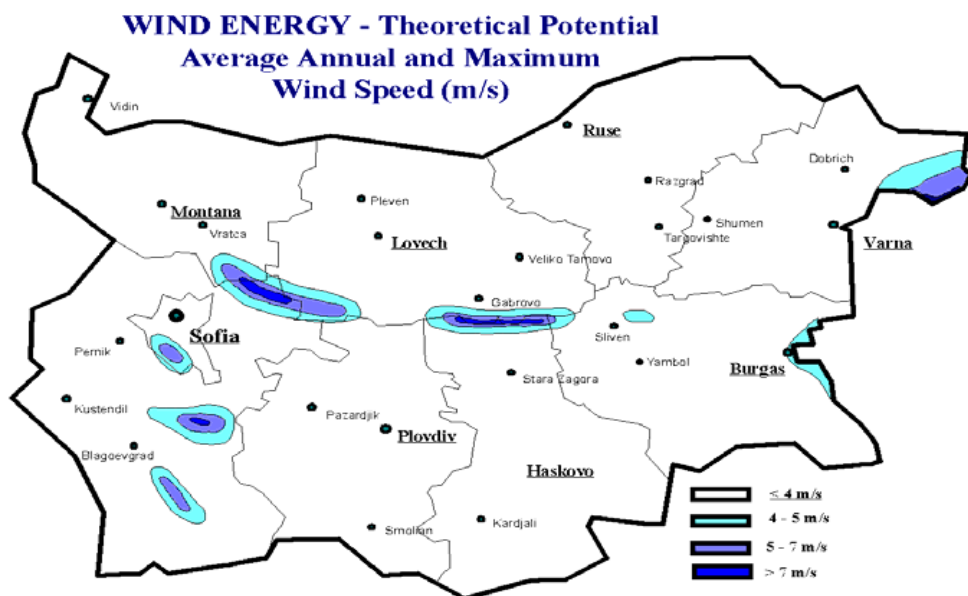 WIND ENERGY - Theoretical Potential
Average Annual and Maximum
Wind Speed (m/s)
Vidin
Ruse
Dobrich
Razgrad
Pleven
Montana
Vratca
Lovech
Shumen
Targovishte
Varna
Veliko Tarnovo
Gabrovo
Sofia
Sliven
Pernik
Yambol
Burgas
Stara Zagora
Kustendil
Pazardjik
Plovdiv
Blagoevgrad
Haskovo
Smolian
Kardjali
< 4 m/s
4 - 5 m/s
5 - 7 m/s
> 7 m/s